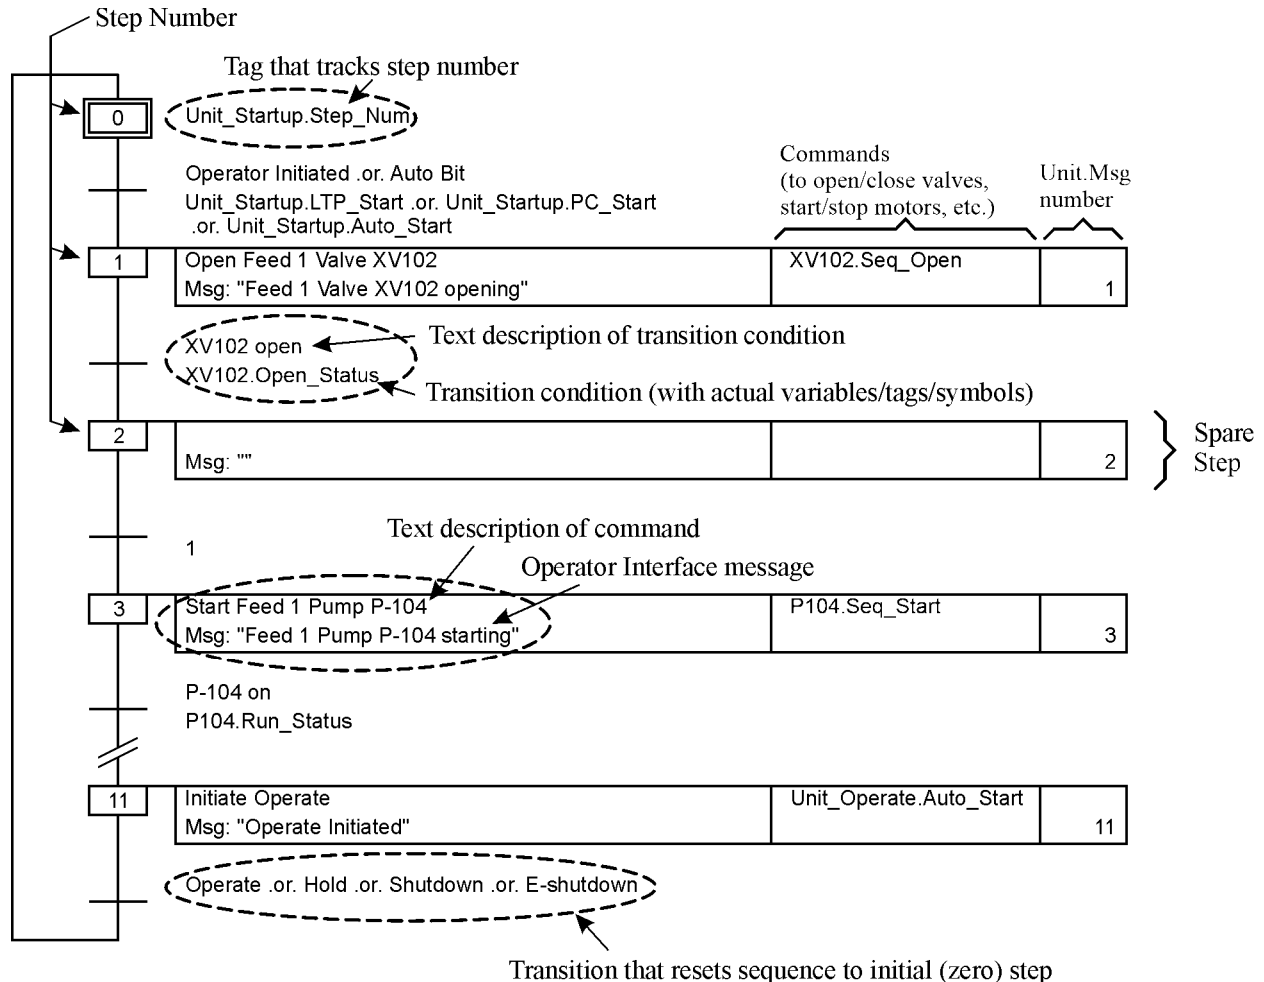 Step Number
Tag that tracks step number
0
Unit_Startup.Step_Num
Operator Initiated .or. Auto Bit
Unit_Startup.LTP_Start .or. Unit_Startup.PC_Start
.or. Unit_Startup.Auto_Start
Commands
(to open/close valves,
start/stop motors, etc.)
Unit.Msg
number
1
Open Feed 1 Valve XV102
Msg: "Feed 1 Valve XV102 opening"
XV102.Seq_Open
1
XV102 open
Text description of transition condition
XV102.Open_Status
Transition condition (with actual variables/tags/symbols)
2
Msg: ""
2
Spare
Step
Text description of command
1
Operator Interface message
3
Start Feed 1 Pump P-104
Msg: "Feed 1 Pump P-104 starting"
P104.Seq_Start
3
P-104 on
P104.Run_Status
11
Initiate Operate
Msg: "Operate Initiated"
Unit_Operate.Auto_Start
11
Operate .or. Hold .or. Shutdown .or. E-shutdown
Transition that resets sequence to initial (zero) step